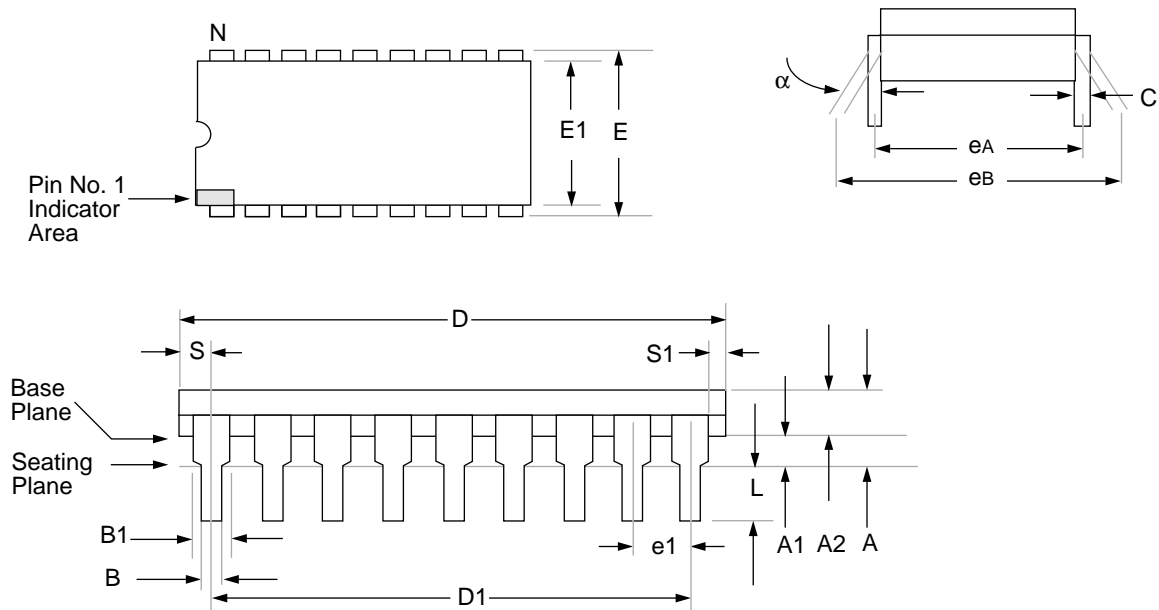 N
E1
E
Pin No. 1
Indicator
Area
α
C
eA
eB
D
S
S1
Base
Plane
Seating
Plane
L
B1
e1
A1
A2
A
B
D1